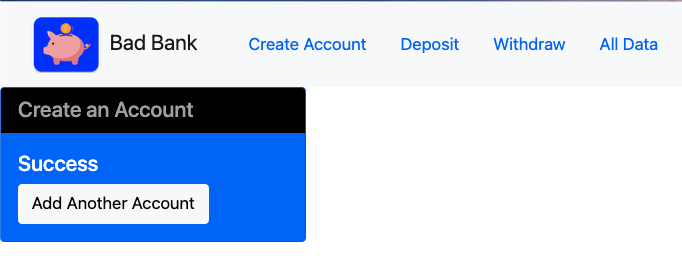 Bad Bank Create Account Deposit Withdraw All Data
Create an Account
Success
Add Another Account